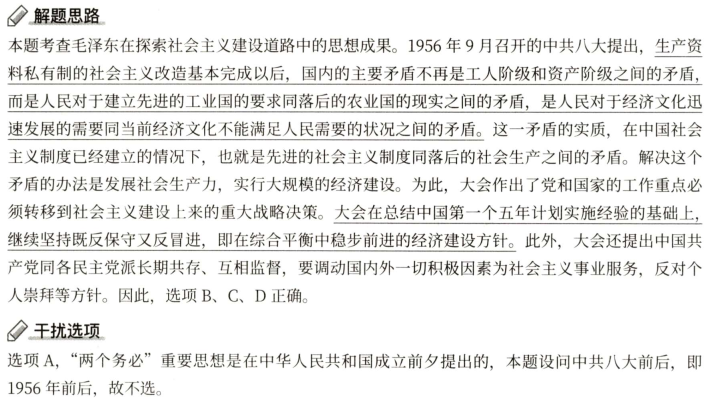 解题思路
本题考查毛泽东在探索社会主义建设道路中的思想成果。1956 年 9 月召开的中共八大提出，生产资
料私有制的社会主义改造基本完成以后，国内的主要矛盾不再是工人阶级和资产阶级之间的矛盾，
而是人民对于建立先进的工业国的要求同落后的农业国的现实之间的矛盾，是人民对于经济文化迅
速发展的需要同当前经济文化不能满足人民需要的状况之间的矛盾。这一矛盾的实质，在中国社会
主义制度已经建立的情况下，也就是先进的社会主义制度同落后的社会生产之间的矛盾。解决这个
矛盾的办法是发展社会生产力，实行大规模的经济建设。为此，大会作出了党和国家的工作重点必
须转移到社会主义建设上来的重大战略决策。大会在总结中国第一个五年计划实施经验的基础上，
继续坚持既反保守又反冒进，即在综合平衡中稳步前进的经济建设方针。此外，大会还提出中国共
产党同各民主党派长期共存、互相监督，要调动国内外一切积极因素为社会主义事业服务，反对个
人崇拜等方针。因此，选项 B、C、D 正确。
干扰选项
选项 A，“两个务必”重要思想是在中华人民共和国成立前夕提出的，本题设问中共八大前后，即
1956 年前后，故不选。